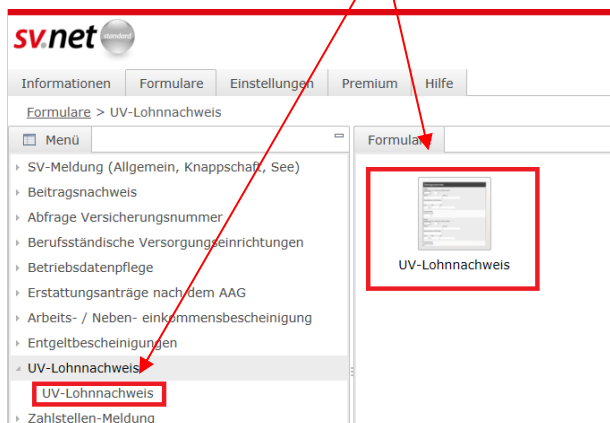 sv.net standard
Informationen Formulare Einstellungen Premium Hilfe
Formulare > UV-Lohnnachweis
Menü
SV-Meldung (Allgemein, Knappschaft, See)
Beitragsnachweis
Abfrage Versicherungsnummer
Berufsständische Versorgungseinrichtungen
Betriebsdatenpflege
Erstattungsanträge nach dem AAG
Arbeits- / Neben- einkommensbescheinigung
Entgeltbescheinigungen
UV-Lohnnachweis
UV-Lohnnachweis
Zahlstellen-Meldung
Formulare
UV-Lohnnachweis